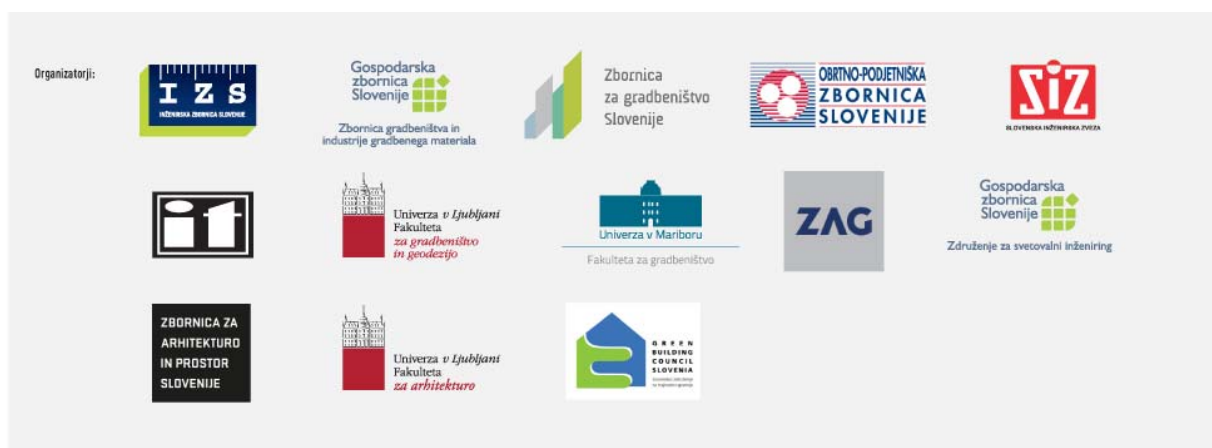 Organizatorji:
I Z S
INŽENIRSKA ZBORNICA SLOVENIJE
Gospodarska
zbornica
Slovenije
Zbornica gradbeništva in
industrije gradbenega materiala
Zbornica
za gradbeništvo
Slovenije
OBRTNO-PODJETNIŠKA
ZBORNICA
SLOVENIJE
SiZ
SLOVENSKA INŽENIRSKA ZVEZA
it
Univerza v Ljubljani
Fakulteta
za gradbeništvo
in geodezijo
Univerza v Mariboru
Fakulteta za gradbeništvo
ZAG
Gospodarska
zbornica
Slovenije
Združenje za svetovalni inženiring
ZBORNICA ZA
ARHITEKTURO
IN PROSTOR
SLOVENIJE
Univerza v Ljubljani
Fakulteta
za arhitekturo
GREEN
BUILDING
COUNCIL
SLOVENIA